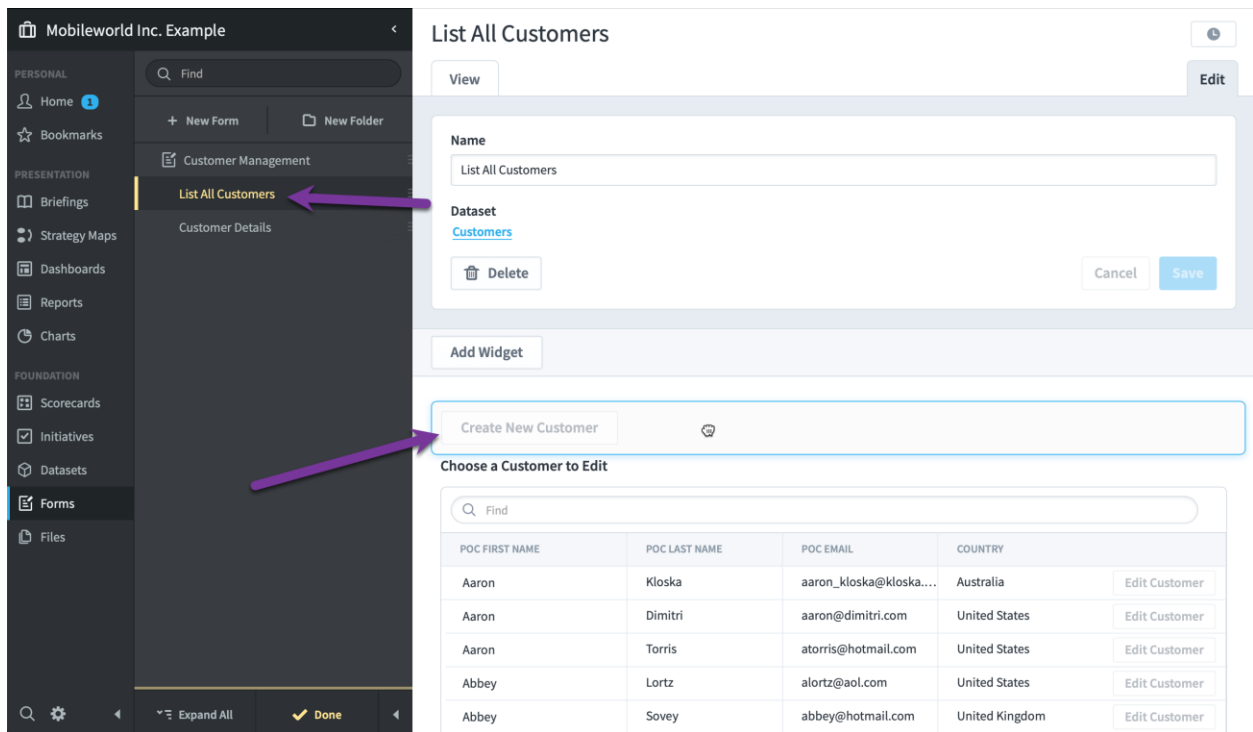 Mobileworld Inc. Example
PERSONAL
Home 1
Bookmarks
PRESENTATION
Briefings
Strategy Maps
Dashboards
Reports
Charts
FOUNDATION
Scorecards
Initiatives
Datasets
Forms
Files
Find
New Form New Folder
Customer Management
List All Customers
Customer Details
Expand All Done
List All Customers
View Edit
Name
List All Customers
Dataset
Customers
Delete Cancel Save
Add Widget
Create New Customer
Choose a Customer to Edit
Find
POC FIRST NAME POC LAST NAME POC EMAIL COUNTRY
Aaron Kloska aaron_kloska@kloska.... Australia Edit Customer
Aaron Dimitri aaron@dimitri.com United States Edit Customer
Aaron Torris atorris@hotmail.com United States Edit Customer
Abbey Lortz alortz@aol.com United States Edit Customer
Abbey Sovey abbey@hotmail.com United Kingdom Edit Customer